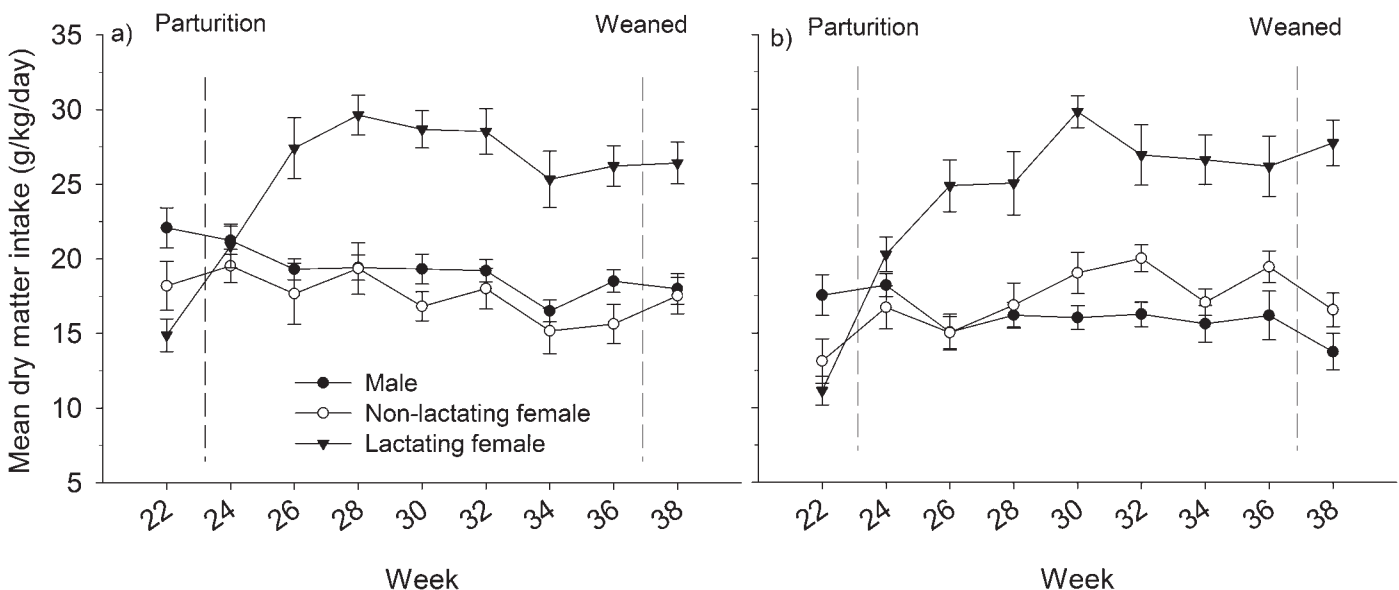 Mean dry matter intake (g/kg/day)
35
30
25
20
15
10
5
a)
Parturition
Weaned
Male
Non-lactating female
Lactating female
22 24 26 28 30 32 34 36 38
Week
b)
Parturition
Weaned
22 24 26 28 30 32 34 36 38
Week